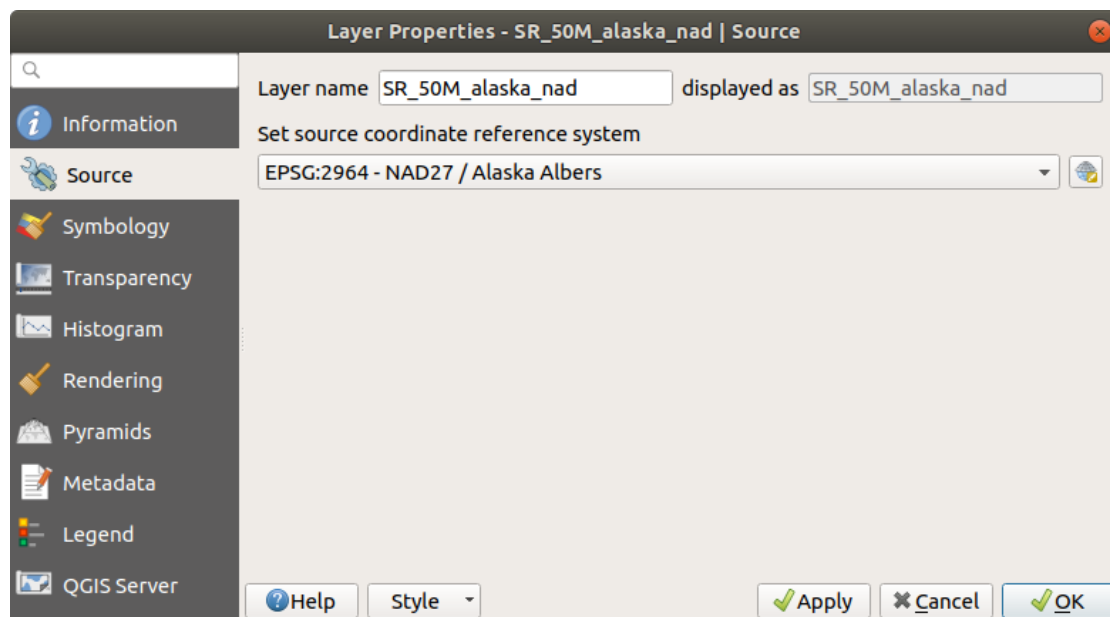 Layer Properties - SR_50M_alaska_nad | Source
Layer name SR_50M_alaska_nad displayed as SR_50M_alaska_nad
Set source coordinate reference system
EPSG:2964 - NAD27 / Alaska Albers
Information
Source
Symbology
Transparency
Histogram
Rendering
Pyramids
Metadata
Legend
QGIS Server
Help Style Apply Cancel OK